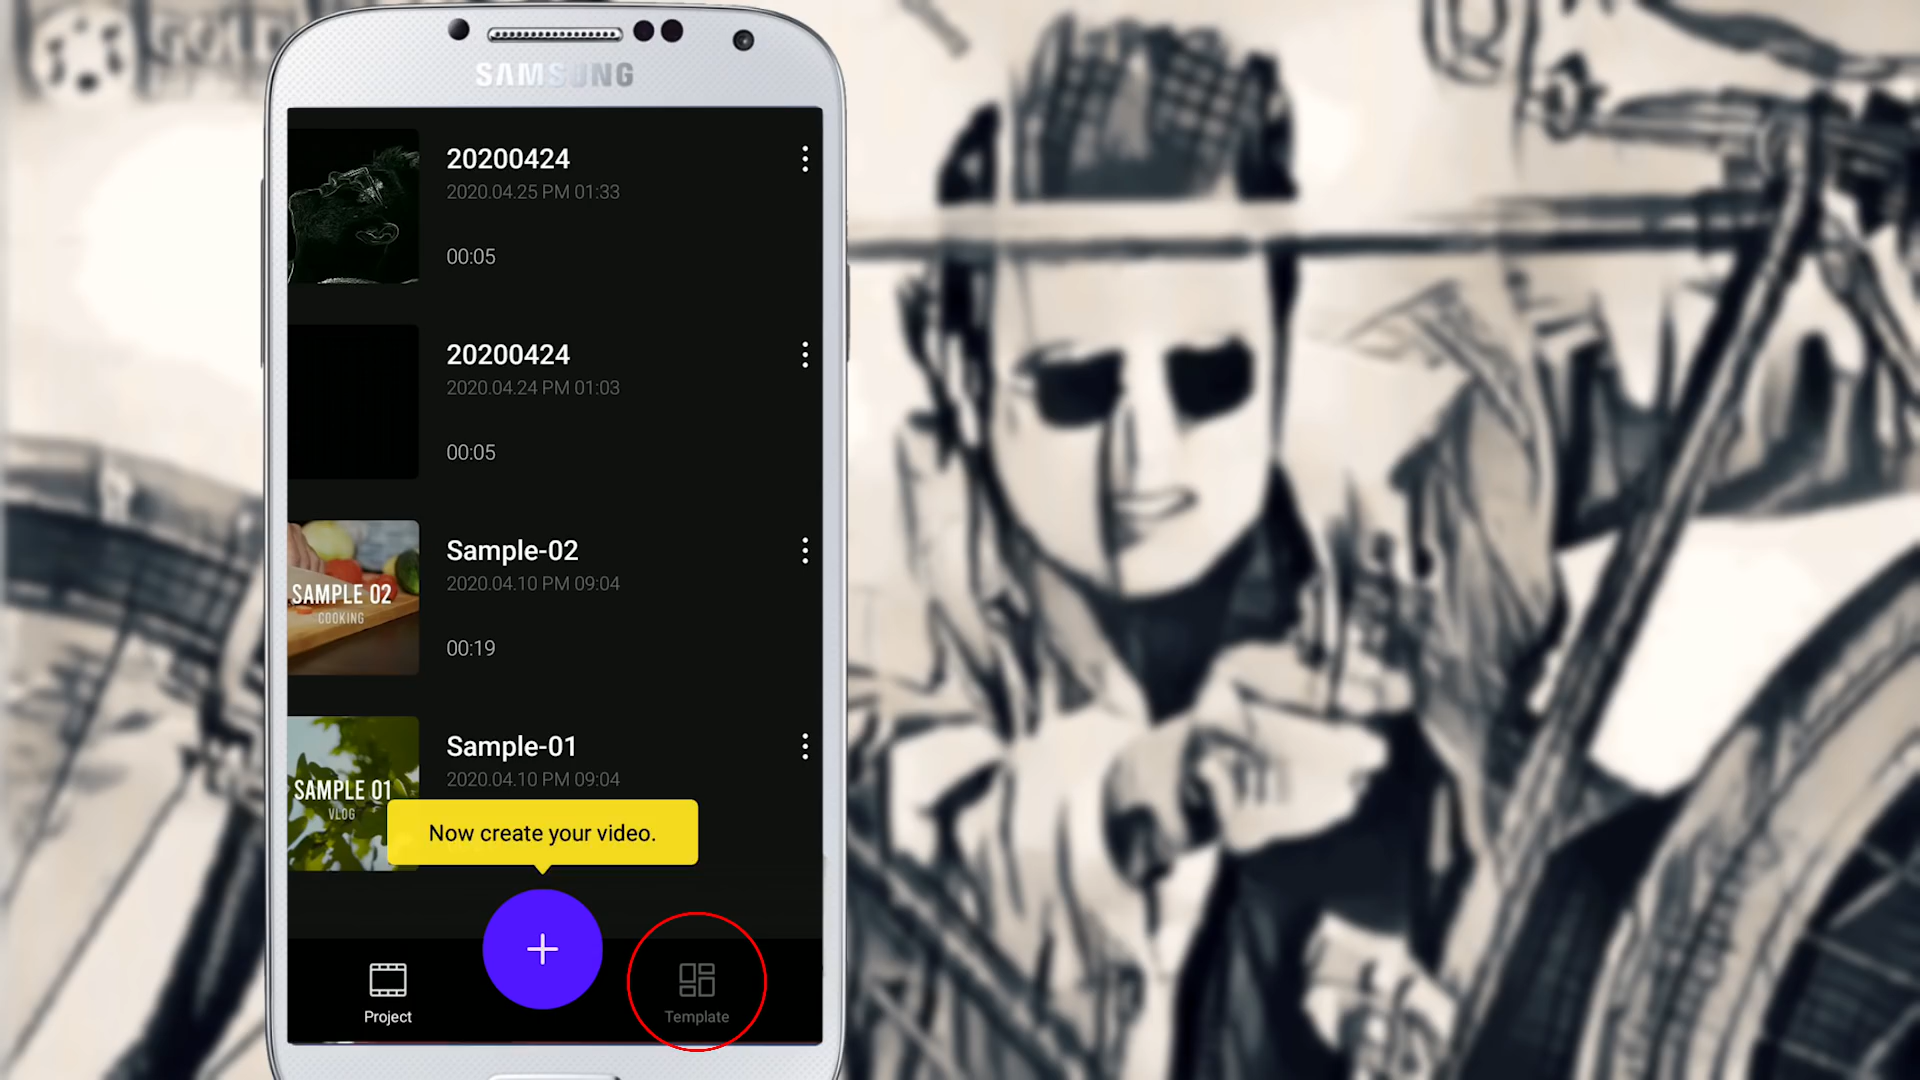 GOLD
SAMSUNG
20200424
2020.04.25 PM 01:33
00:05
20200424
2020.04.24 PM 01:03
00:05
Sample-02
2020.04.10 PM 09:04
SAMPLE 02
COOKING
00:19
Sample-01
2020.04.10 PM 09:04
SAMPLE 01
VLOG
Now create your video.
Project
Template